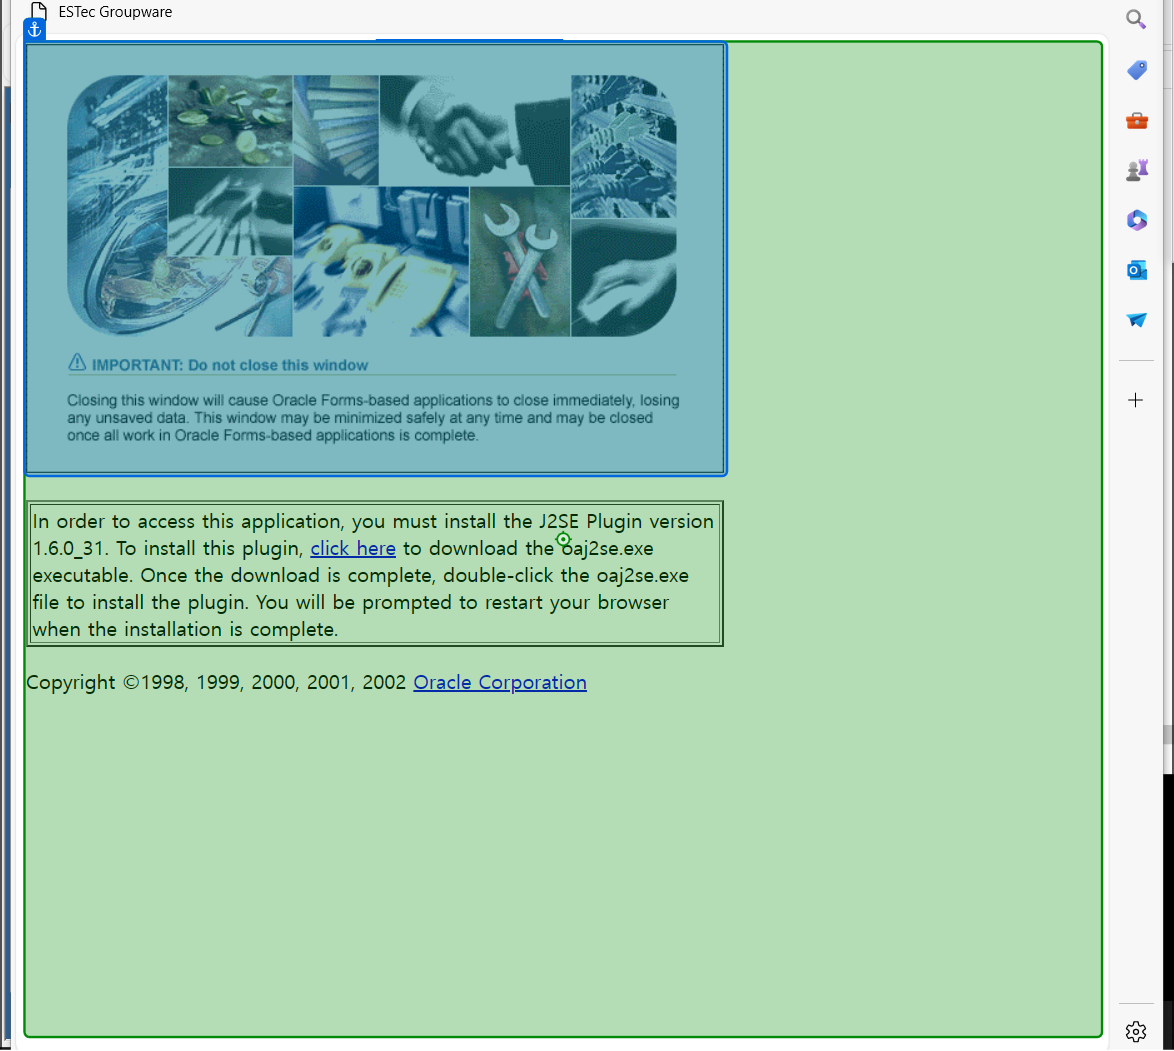 ESTec Groupware
IMPORTANT: Do not close this window
Closing this window will cause Oracle Forms-based applications to close immediately, losing
any unsaved data. This window may be minimized safely at any time and may be closed
once all work in Oracle Forms-based applications is complete.
In order to access this application, you must install the J2SE Plugin version
1.6.0_31. To install this plugin, click here to download the oaj2se.exe
executable. Once the download is complete, double-click the oaj2se.exe
file to install the plugin. You will be prompted to restart your browser
when the installation is complete.
Copyright ©1998, 1999, 2000, 2001, 2002 Oracle Corporation